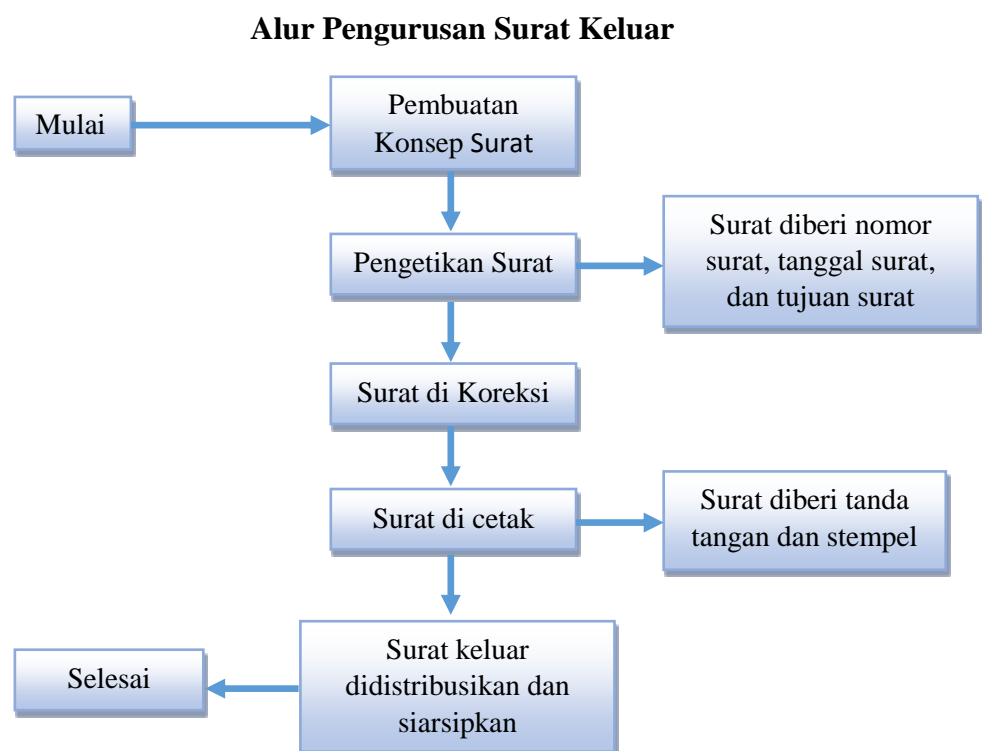 Alur Pengurusan Surat Keluar
Mulai
Pembuatan
Konsep Surat
Pengetikan Surat
Surat diberi nomor
surat, tanggal surat,
dan tujuan surat
Surat di Koreksi
Surat di cetak
Surat diberi tanda
tangan dan stempel
Surat keluar
didistribusikan dan
siarsipkan
Selesai